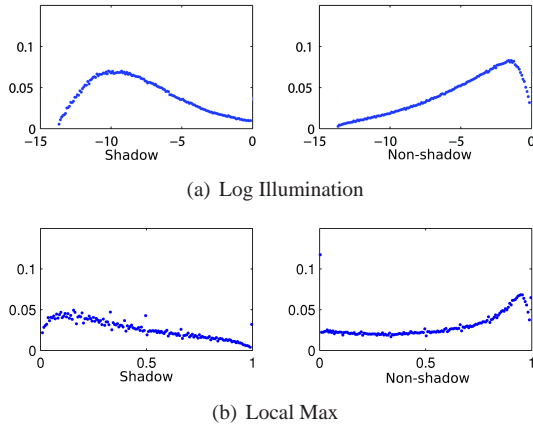 0.1 0.1
0.05 0.05
0 0
−15 −10 −5 0 −15 −10 −5 0
Shadow Non-shadow
(a) Log Illumination
0.1 0.1
0.05 0.05
0 0
0 0.5 1 0 0.5 1
Shadow Non-shadow
(b) Local Max